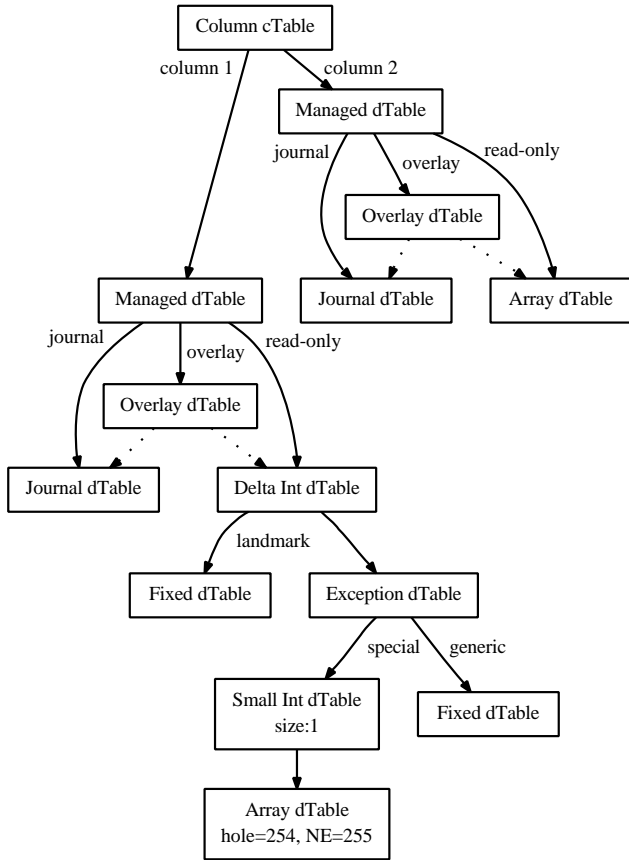 Column cTable
column 1
column 2
Managed dTable
journal
overlay
read-only
Overlay dTable
Managed dTable
Journal dTable
Array dTable
journal
overlay
read-only
Overlay dTable
Journal dTable
Delta Int dTable
landmark
Fixed dTable
Exception dTable
special
generic
Small Int dTable
size:1
Fixed dTable
Array dTable
hole=254, NE=255